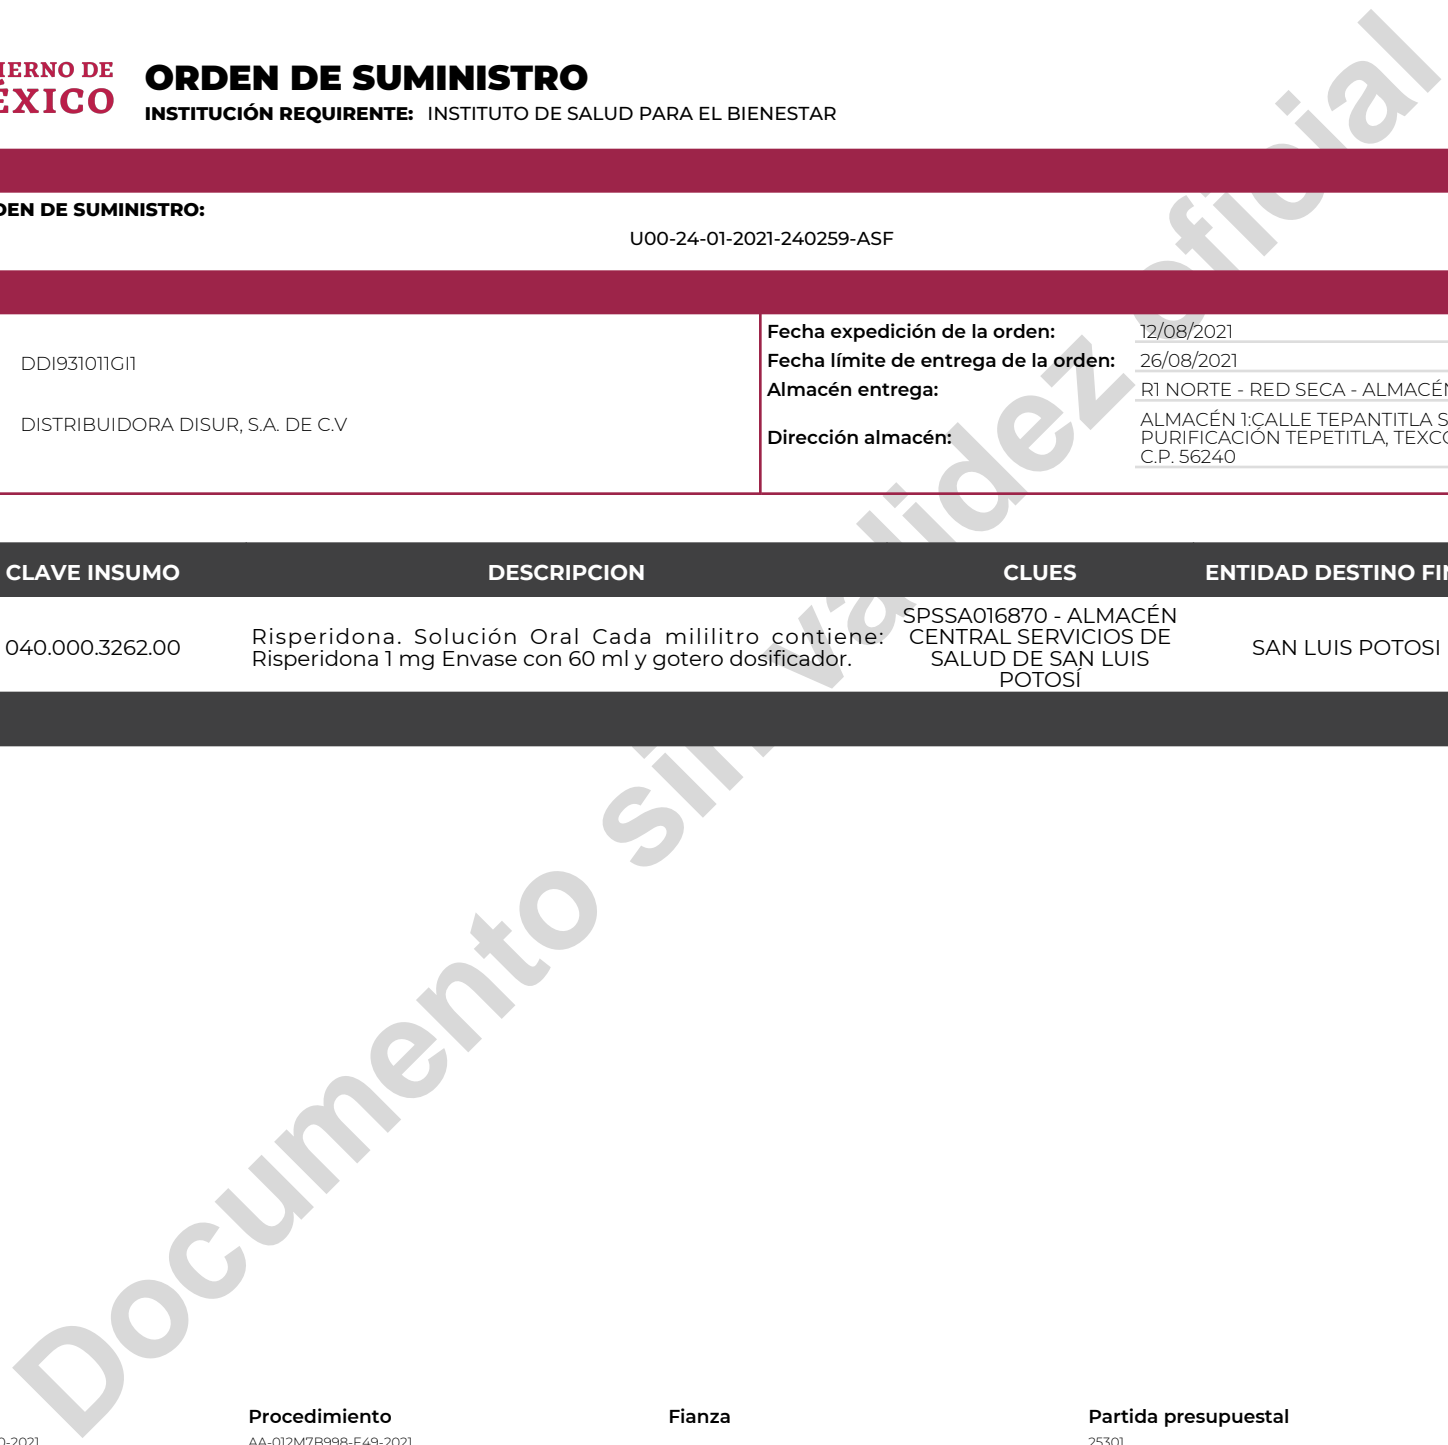 IERNO DE
ÉXICO
ORDEN DE SUMINISTRO
INSTITUCIÓN REQUIRENTE: INSTITUTO DE SALUD PARA EL BIENESTAR
DEN DE SUMINISTRO:
U00-24-01-2021-240259-ASF
DDI931011GI1
DISTRIBUIDORA DISUR, S.A. DE C.V
Fecha expedición de la orden: 12/08/2021
Fecha límite de entrega de la orden: 26/08/2021
Almacén entrega: R1 NORTE - RED SECA - ALMACÉN
Dirección almacén:
ALMACÉN 1:CALLE TEPANTITLA S
PURIFICACIÓN TEPETITLA, TEXCO
C.P. 56240
CLAVE INSUMO DESCRIPCION CLUES ENTIDAD DESTINO FIN
040.000.3262.00
Risperidona. Solución Oral Cada mililitro contiene:
Risperidona 1 mg Envase con 60 ml y gotero dosificador.
SPSSA016870 - ALMACÉN
CENTRAL SERVICIOS DE
SALUD DE SAN LUIS
POTOSÍ
SAN LUIS POTOSI
Documento sin validez oficial
Procedimiento Fianza Partida presupuestal
0-2021 AA-012M7B998-E49-2021 25301